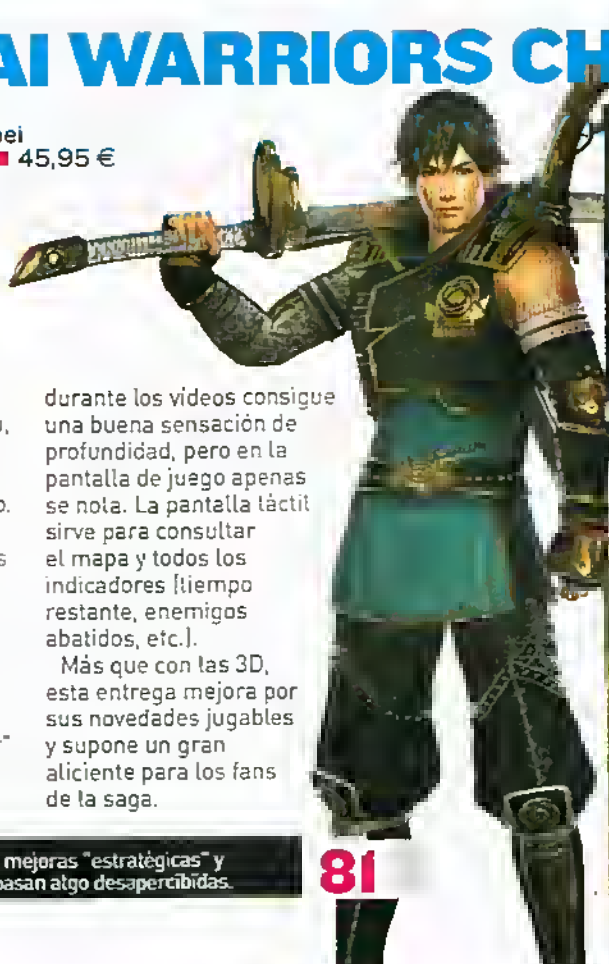 AI WARRIORS CH
ei
45,95 €
durante los vídeos consigue
una buena sensación de
profundidad, pero en la
pantalla de juego apenas
o. se nota. La pantalla táctil
sirve para consultar
s el mapa y todos los
indicadores (tiempo
restante, enemigos
abatidos, etc.).
Más que con las 3D,
esta entrega mejora por
sus novedades jugables
" y supone un gran
aliciente para los fans
de la saga.
mejoras "estratégicas" y
pasan algo desapercibidas.
81